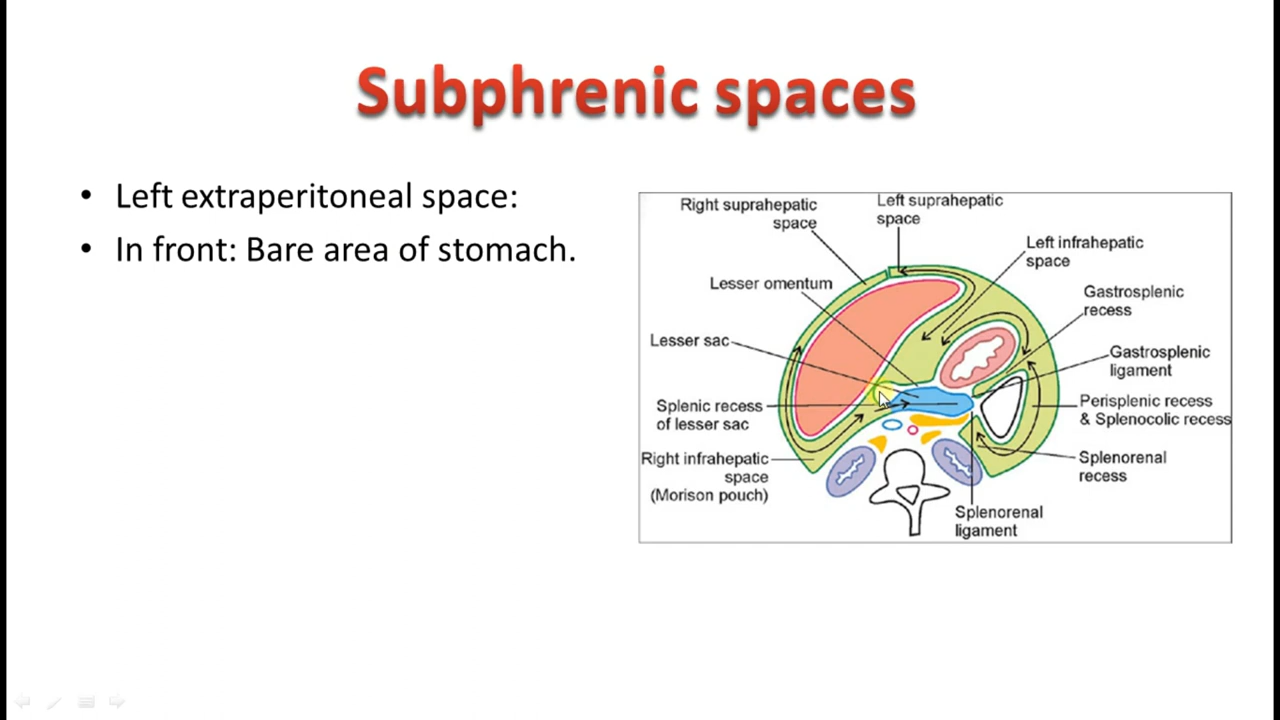 Subphrenic spaces
• Left extraperitoneal space:
• In front: Bare area of stomach.
Right suprahepatic
space
Left suprahepatic
space
Left infrahepatic
space
Lesser omentum
Gastrosplenic
recess
Lesser sac
Gastrosplenic
ligament
Splenic recess
of lesser sac
Perisplenic recess
& Splenocolic recess
Right infrahepatic
space
(Morison pouch)
Splenorenal
recess
Splenorenal
ligament